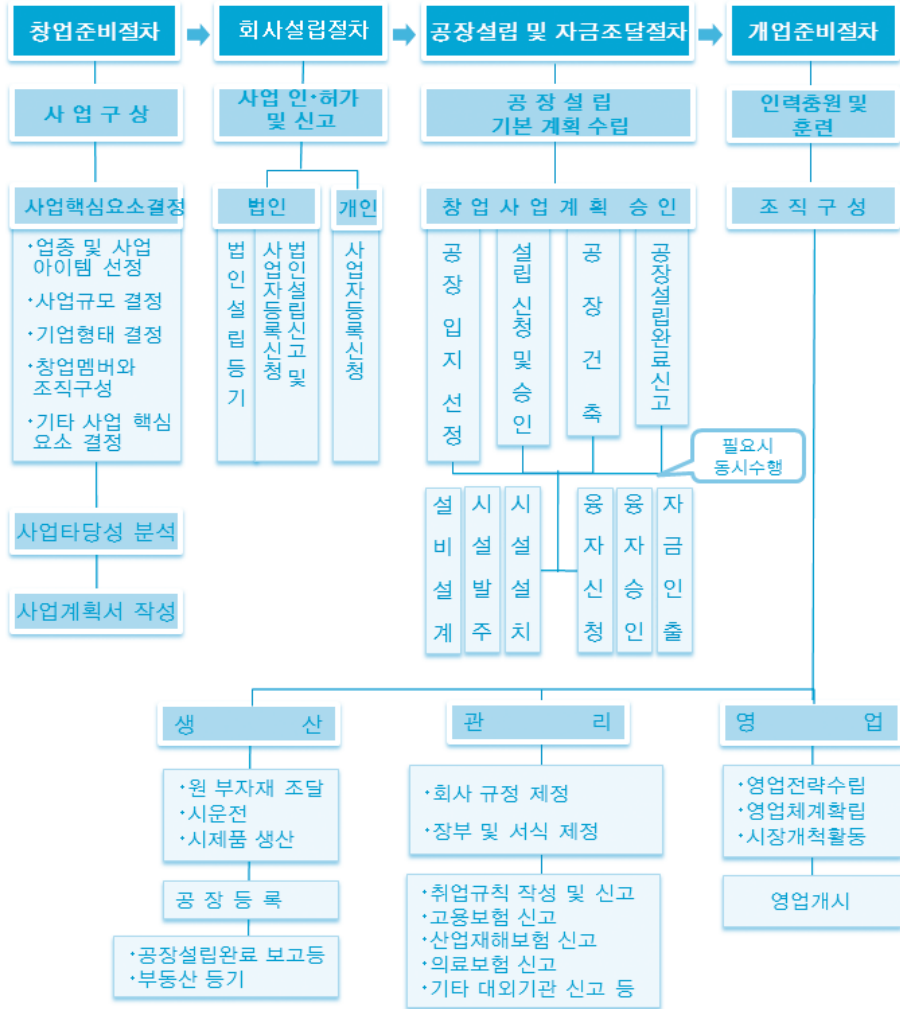 창업준비절차
회사설립절차
공장설립 및 자금조달절차
개업준비절차
사 업 구 상
사업 인·허가
및 신고
공 장 설 립
기본 계획 수립
인력충원 및
훈련
사업핵심요소결정
·업종 및 사업
아이템 선정
·사업규모 결정
·기업형태 결정
·창업멤버와
조직구성
·기타 사업 핵심
요소 결정
사업타당성 분석
사업계획서 작성
법인
개인
법인설립등기
법인설립신고 및
사업자등록신청
사업자등록신청
창 업 사 업 계 획 승 인
공장입지선정
설립 신청 및 승인
공장건축
공장설립완료신고
필요시
동시수행
설비설계
시설발주
시설설치
융자신청
융자승인
자금인출
조 직 구 성
생 산
·원 부자재 조달
·시운전
·시제품 생산
공 장 등 록
·공장설립완료 보고등
·부동산 등기
관 리
·회사 규정 제정
·장부 및 서식 제정
·취업규칙 작성 및 신고
·고용보험 신고
·산업재해보험 신고
·의료보험 신고
·기타 대외기관 신고 등
영 업
·영업전략수립
·영업체계확립
·시장개척활동
영업개시